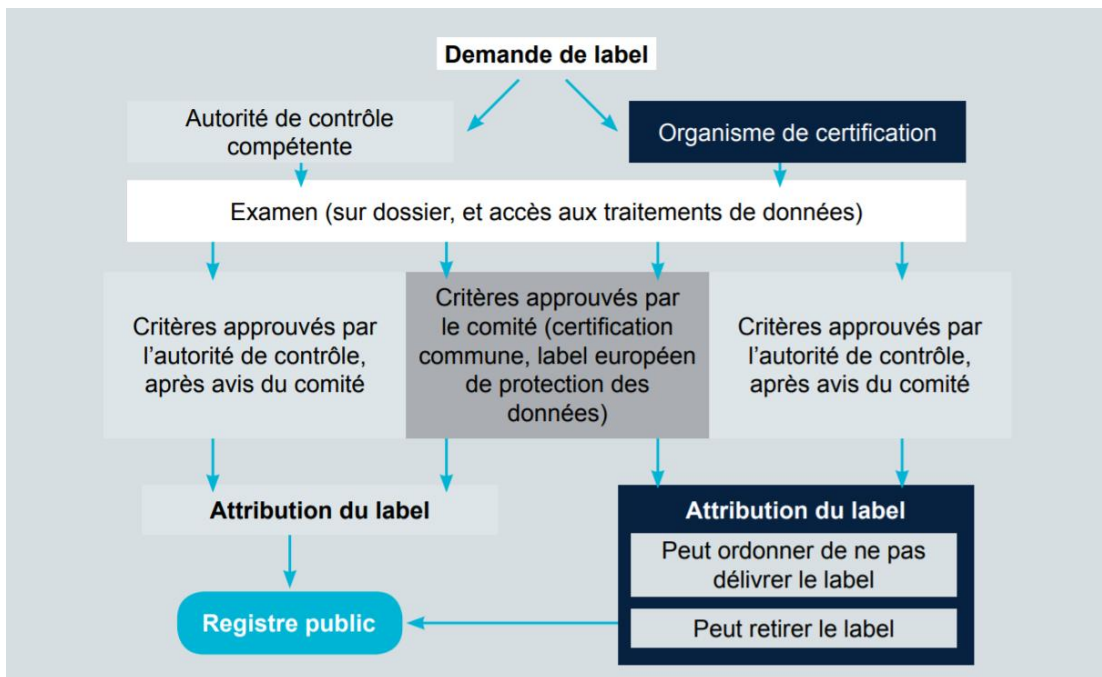 Demande de label
Autorité de contrôle
compétente
Organisme de certification
Examen (sur dossier, et accès aux traitements de données)
Critères approuvés par
l’autorité de contrôle,
après avis du comité
Critères approuvés par
le comité (certification
commune, label européen
de protection des
données)
Critères approuvés par
l’autorité de contrôle,
après avis du comité
Attribution du label
Attribution du label
Peut ordonner de ne pas
délivrer le label
Peut retirer le label
Registre public